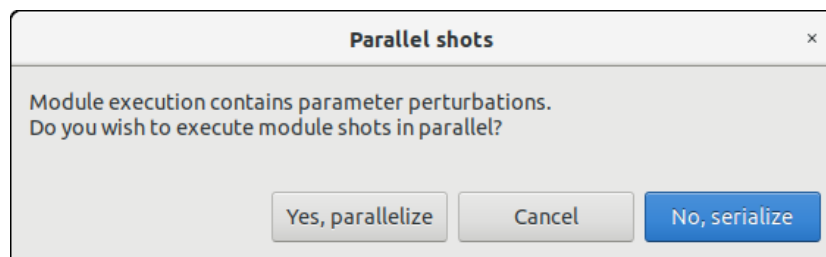 Parallel shots
×
Module execution contains parameter perturbations.
Do you wish to execute module shots in parallel?
Yes, parallelize
Cancel
No, serialize